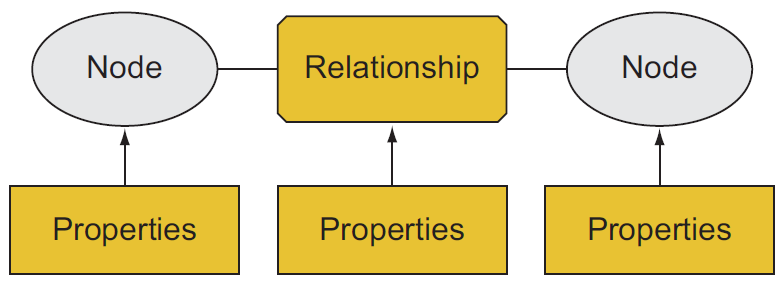 Node
Relationship
Node
Properties
Properties
Properties